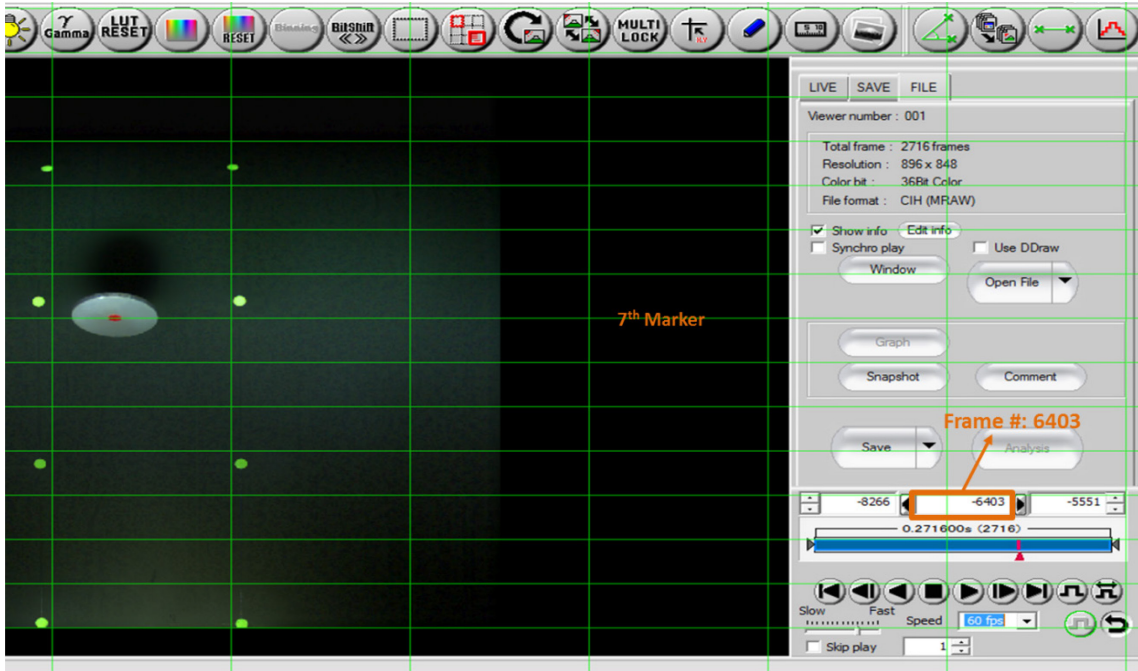 γ Gamma
LUT RESET
RESET
Binning
BitShift
MULTI LOCK
LIVE SAVE FILE
Viewer number : 001
Total frame : 2716 frames
Resolution : 896 x 848
Color bit : 36Bit Color
File format : CIH (MRAW)
Show info Edit info
Synchro play Use DDraw
Window
Open File
7th Marker
Graph
Snapshot Comment
Frame #: 6403
Save Analysis
-8266 -6403 -5551
0.271600s (2716)
Slow Fast
Speed 60 fps
Skip play 1